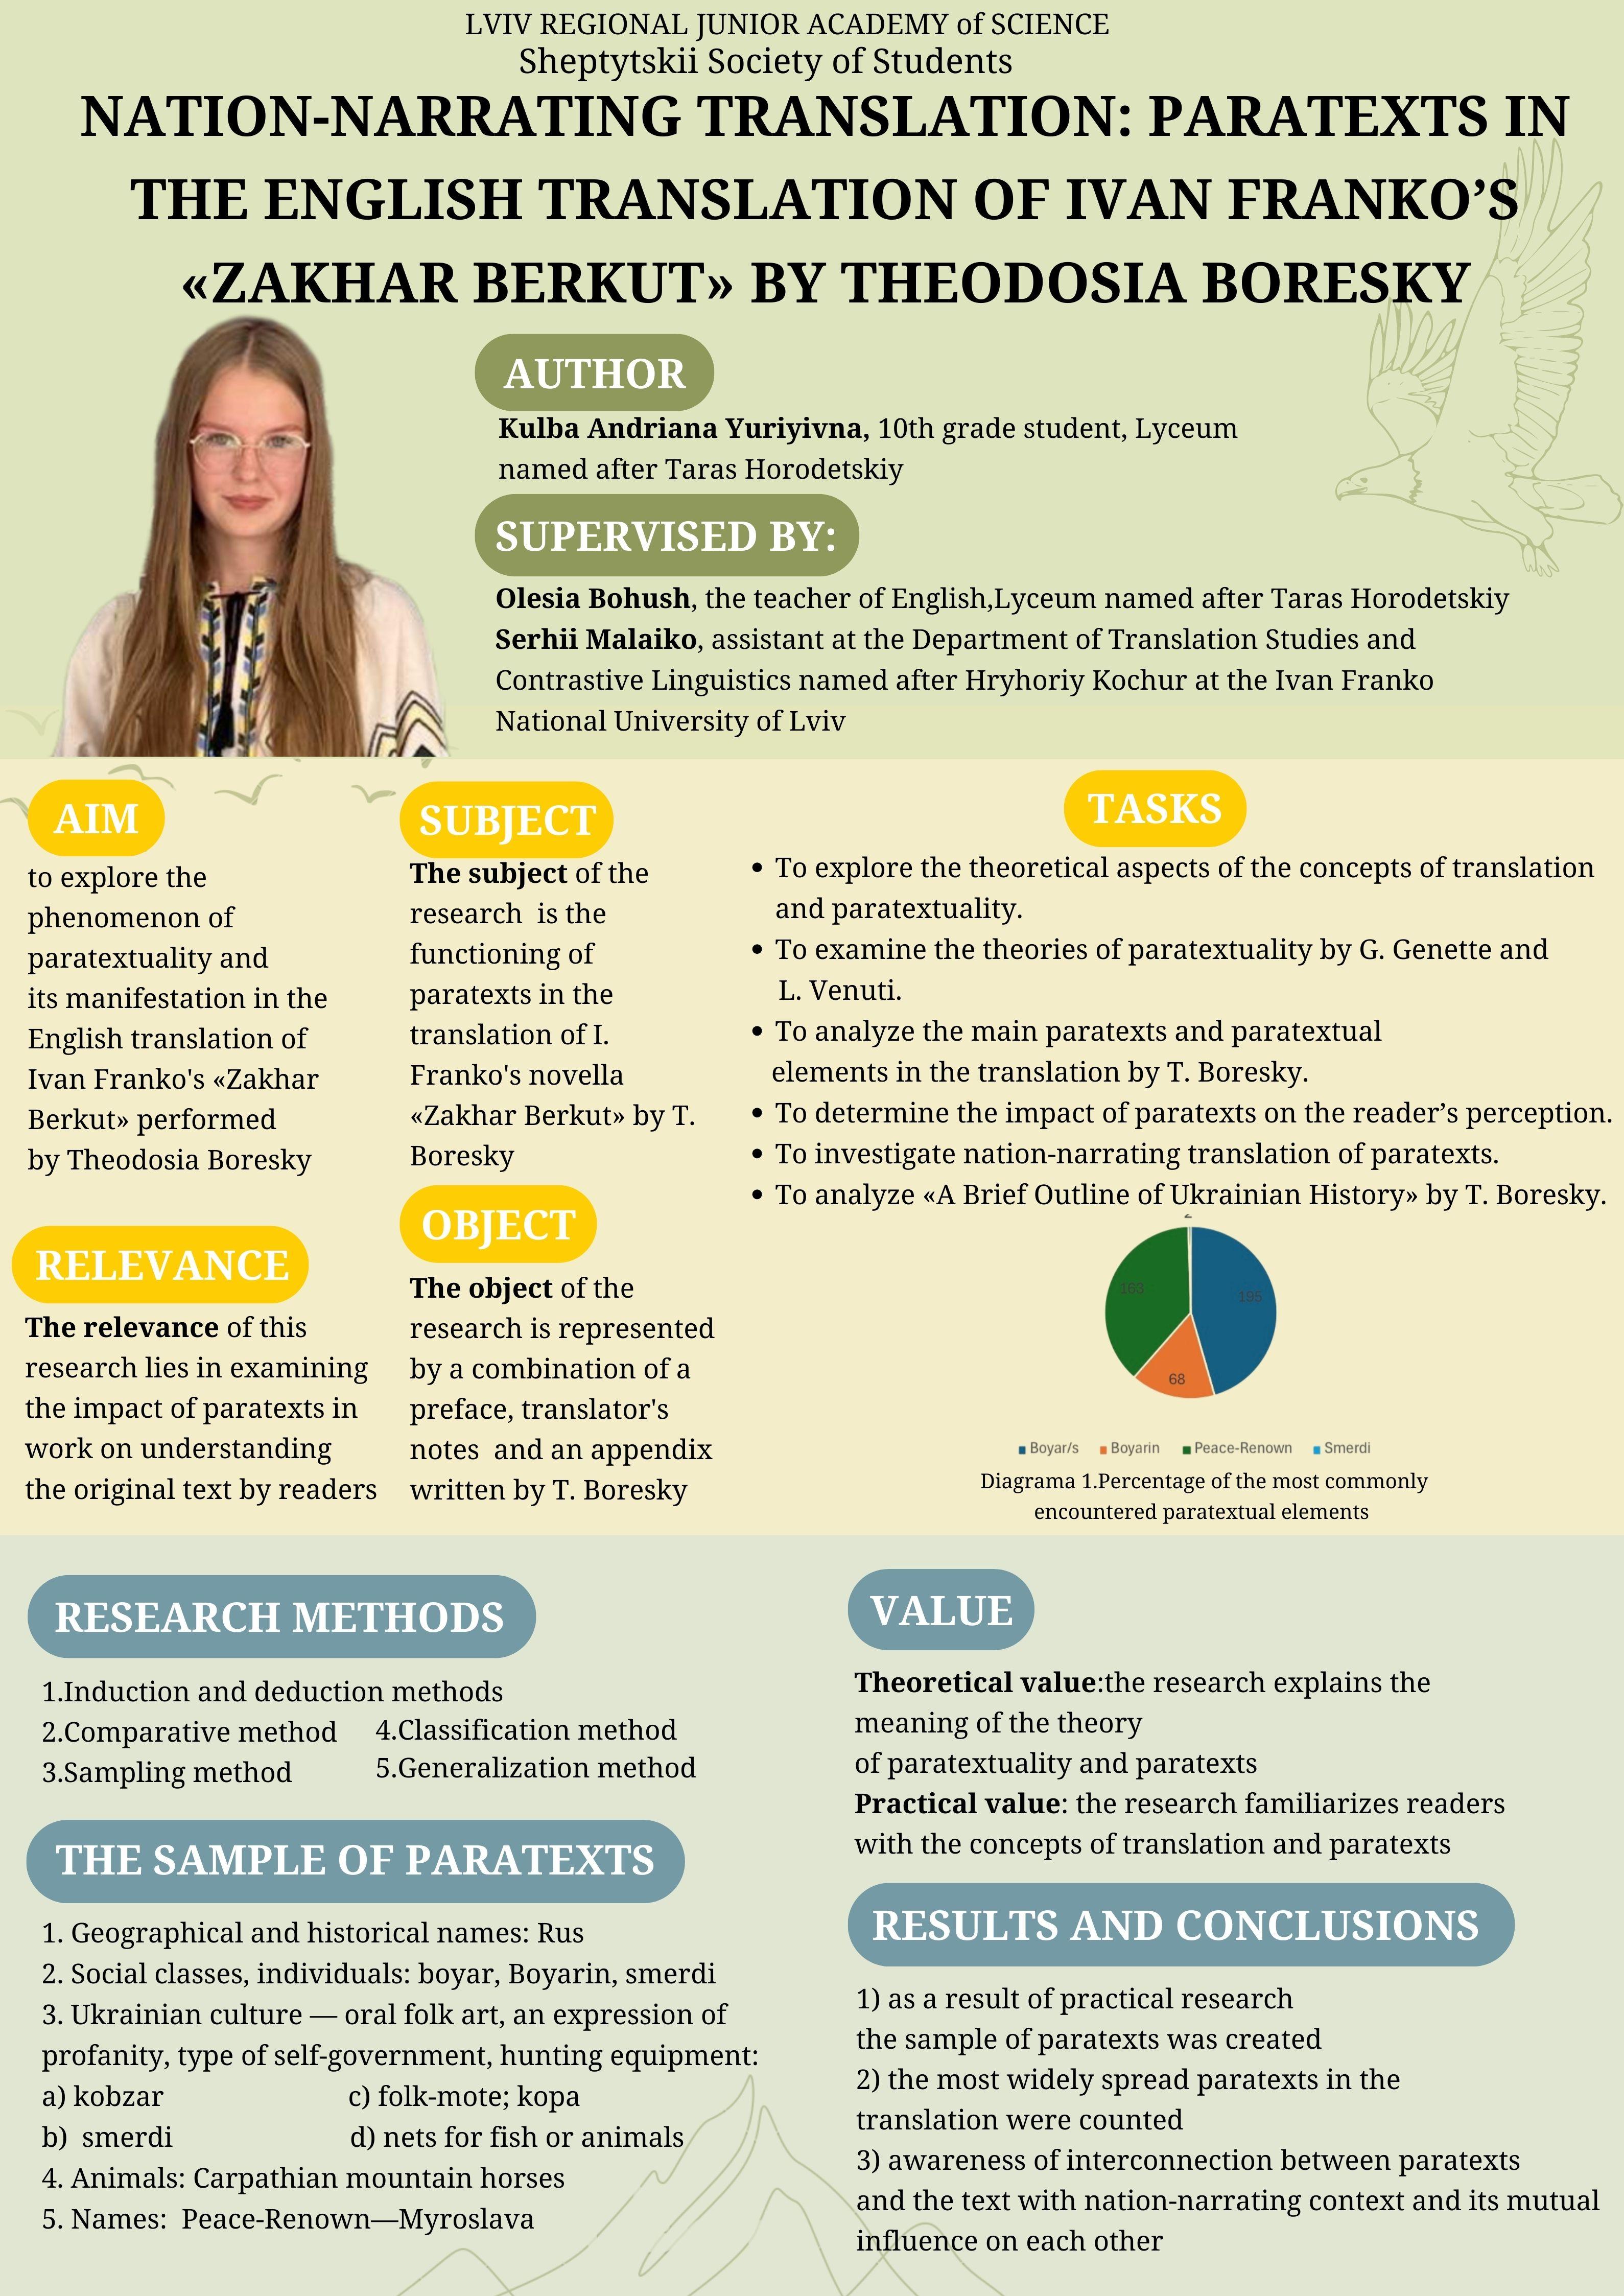 LVIV REGIONAL JUNIOR ACADEMY of SCIENCE
Sheptytskii Society of Students
NATION-NARRATING TRANSLATION: PARATEXTS IN
THE ENGLISH TRANSLATION OF IVAN FRANKO’S
«ZAKHAR BERKUT» BY THEODOSIA BORESKY
AUTHOR
Kulba Andriana Yuriyivna, 10th grade student, Lyceum
named after Taras Horodetskiy
SUPERVISED BY:
Olesia Bohush, the teacher of English,Lyceum named after Taras Horodetskiy
Serhii Malaiko, assistant at the Department of Translation Studies and
Contrastive Linguistics named after Hryhoriy Kochur at the Ivan Franko
National University of Lviv
AIM
to explore the
phenomenon of
paratextuality and
its manifestation in the
English translation of
Ivan Franko's «Zakhar
Berkut» performed
by Theodosia Boresky
RELEVANCE
The relevance of this
research lies in examining
the impact of paratexts in
work on understanding
the original text by readers
SUBJECT
The subject of the
research is the
functioning of
paratexts in the
translation of I.
Franko's novella
«Zakhar Berkut» by T.
Boresky
OBJECT
The object of the
research is represented
by a combination of a
preface, translator's
notes and an appendix
written by T. Boresky
TASKS
• To explore the theoretical aspects of the concepts of translation
and paratextuality.
• To examine the theories of paratextuality by G. Genette and
L. Venuti.
• To analyze the main paratexts and paratextual
elements in the translation by T. Boresky.
• To determine the impact of paratexts on the reader’s perception.
• To investigate nation-narrating translation of paratexts.
• To analyze «A Brief Outline of Ukrainian History» by T. Boresky.
163
195
68
Boyar/s Boyarin Peace-Renown Smerdi
Diagrama 1.Percentage of the most commonly
encountered paratextual elements
RESEARCH METHODS
1.Induction and deduction methods
2.Comparative method
3.Sampling method
4.Classification method
5.Generalization method
THE SAMPLE OF PARATEXTS
1. Geographical and historical names: Rus
2. Social classes, individuals: boyar, Boyarin, smerdi
3. Ukrainian culture — oral folk art, an expression of
profanity, type of self-government, hunting equipment:
a) kobzar c) folk-mote; kopa
b) smerdi d) nets for fish or animals
4. Animals: Carpathian mountain horses
5. Names: Peace-Renown—Myroslava
VALUE
Theoretical value:the research explains the
meaning of the theory
of paratextuality and paratexts
Practical value: the research familiarizes readers
with the concepts of translation and paratexts
RESULTS AND CONCLUSIONS
1) as a result of practical research
the sample of paratexts was created
2) the most widely spread paratexts in the
translation were counted
3) awareness of interconnection between paratexts
and the text with nation-narrating context and its mutual
influence on each other